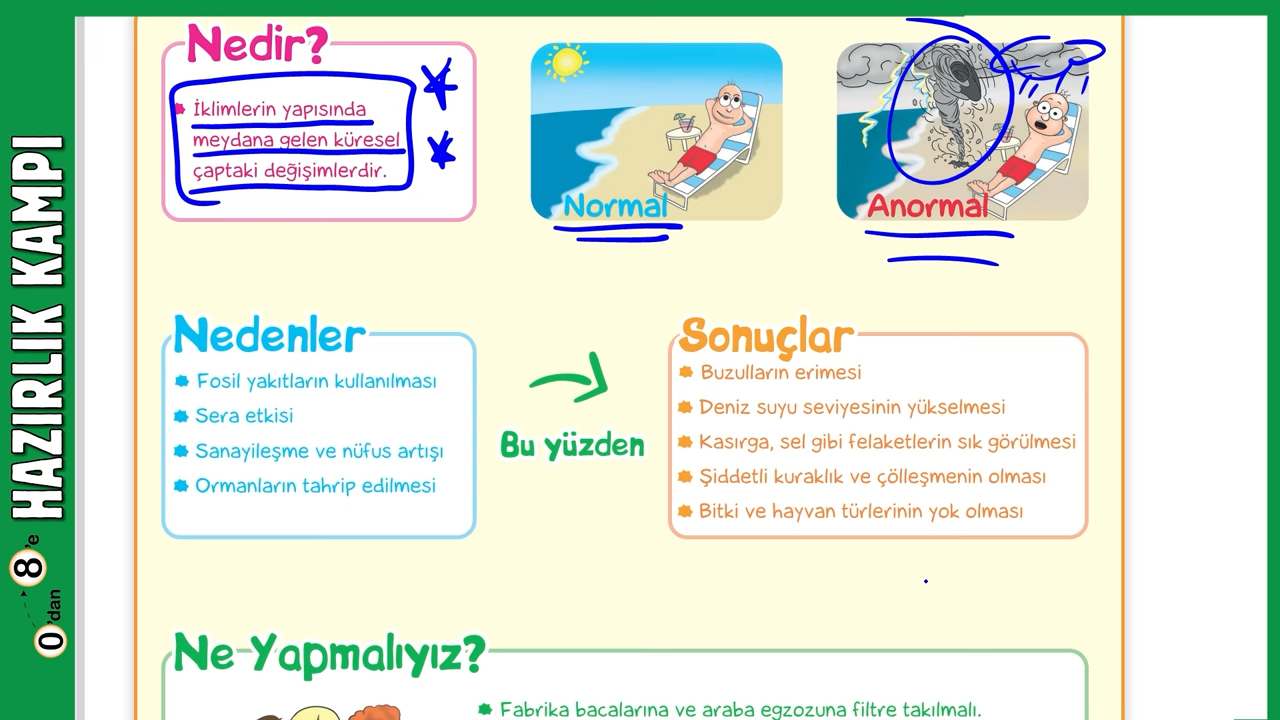 0'dan 8'e HAZIRLIK KAMPI
Nedir?
İklimlerin yapısında
meydana gelen küresel
çaptaki değişimlerdir.
Normal
Anormal
Nedenler
Fosil yakıtların kullanılması
Sera etkisi
Sanayileşme ve nüfus artışı
Ormanların tahrip edilmesi
Bu yüzden
Sonuçlar
Buzulların erimesi
Deniz suyu seviyesinin yükselmesi
Kasırga, sel gibi felaketlerin sık görülmesi
Şiddetli kuraklık ve çölleşmenin olması
Bitki ve hayvan türlerinin yok olması
Ne Yapmalıyız?
Fabrika bacalarına ve araba egzozuna filtre takılmalı.